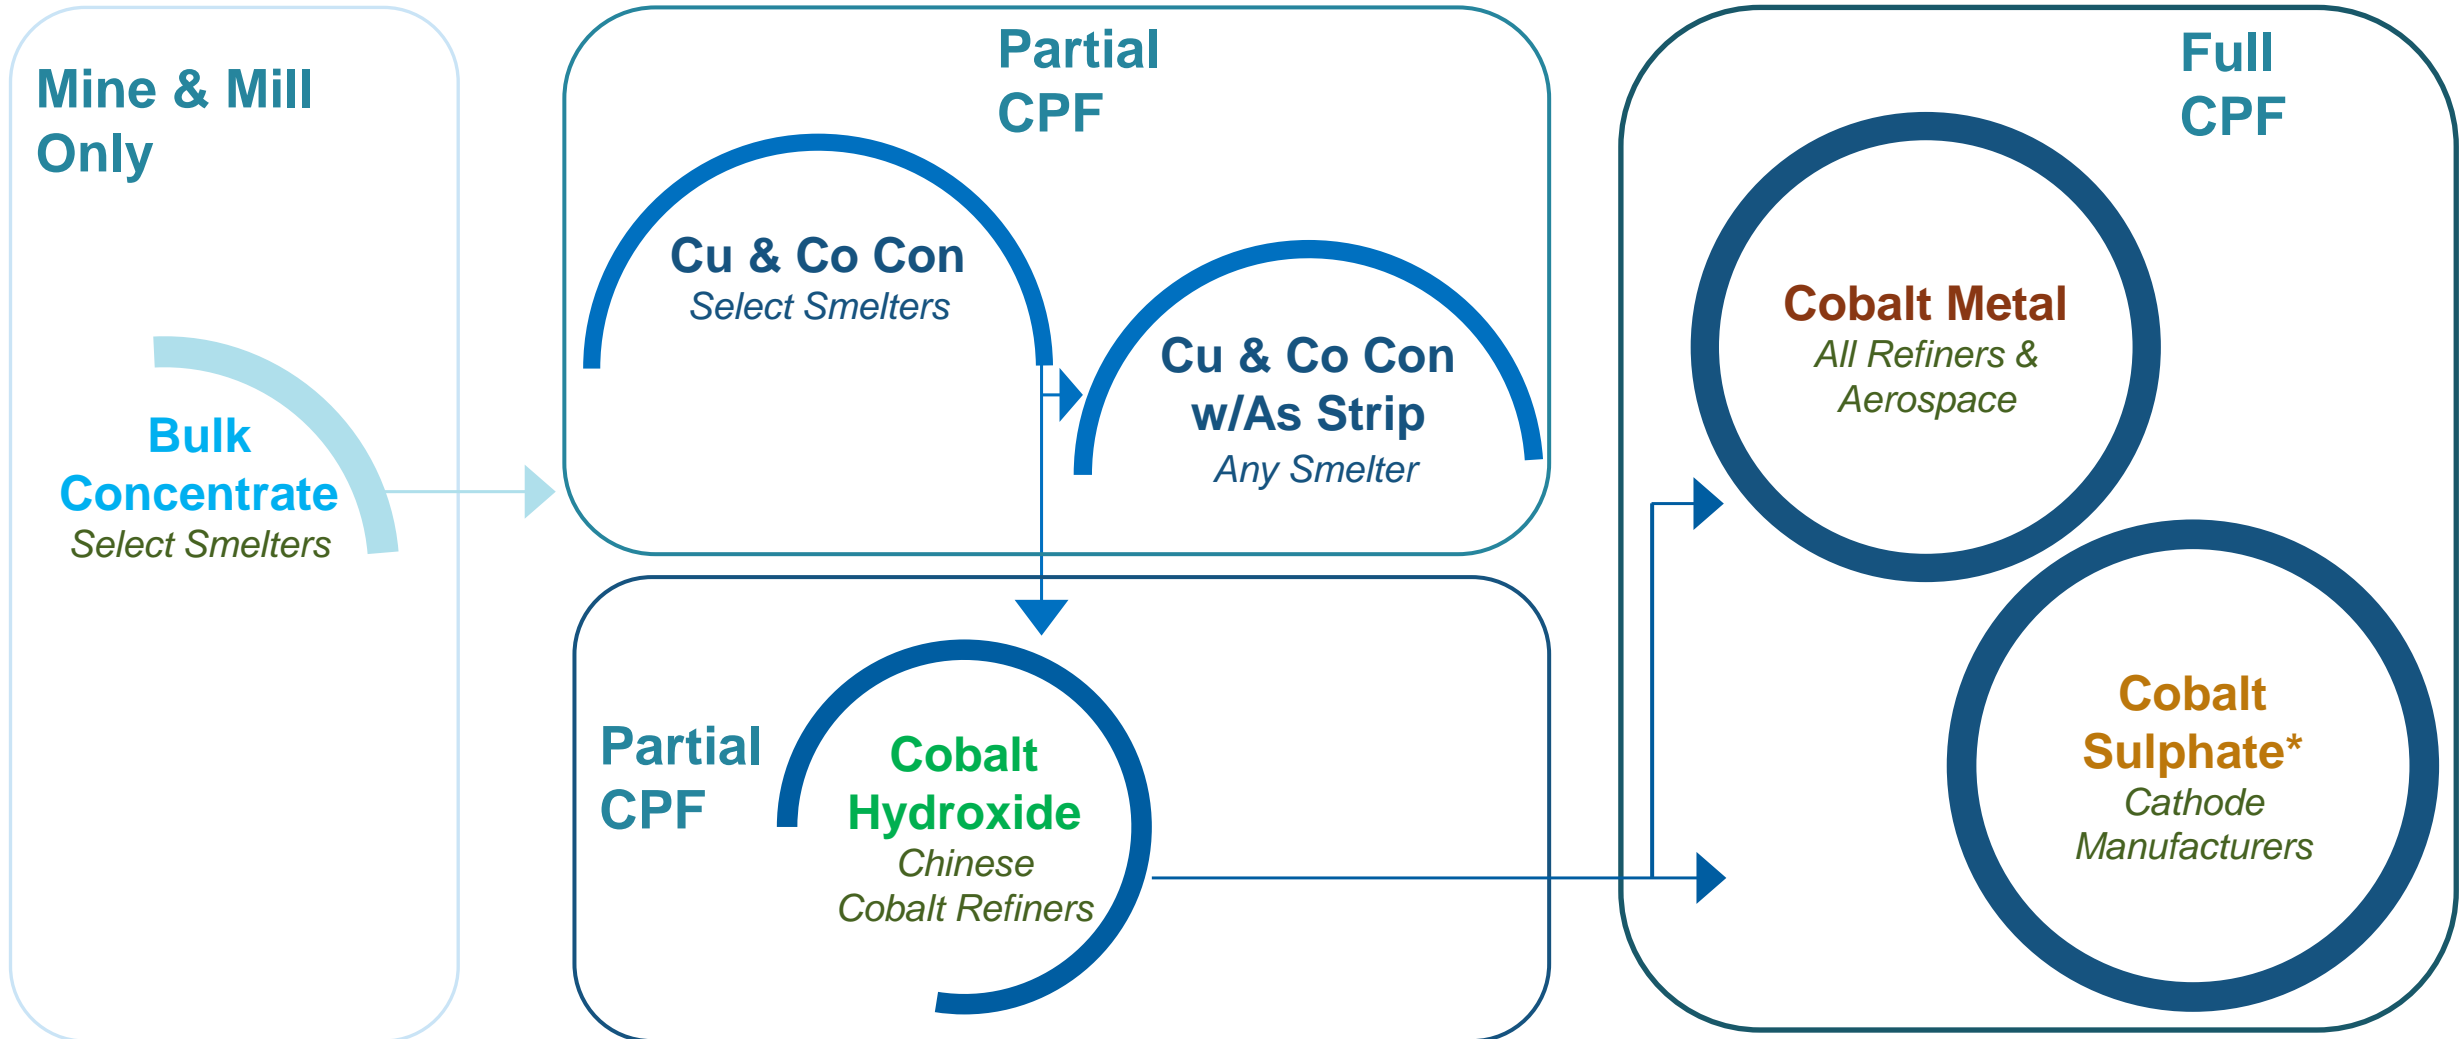 Mine & Mill
Only
Bulk
Concentrate
Select Smelters
Partial
CPF
Cu & Co Con
Select Smelters
Cu & Co Con
w/As Strip
Any Smelter
Partial
CPF
Cobalt
Hydroxide
Chinese
Cobalt Refiners
Full
CPF
Cobalt Metal
All Refiners &
Aerospace
Cobalt
Sulphate*
Cathode
Manufacturers